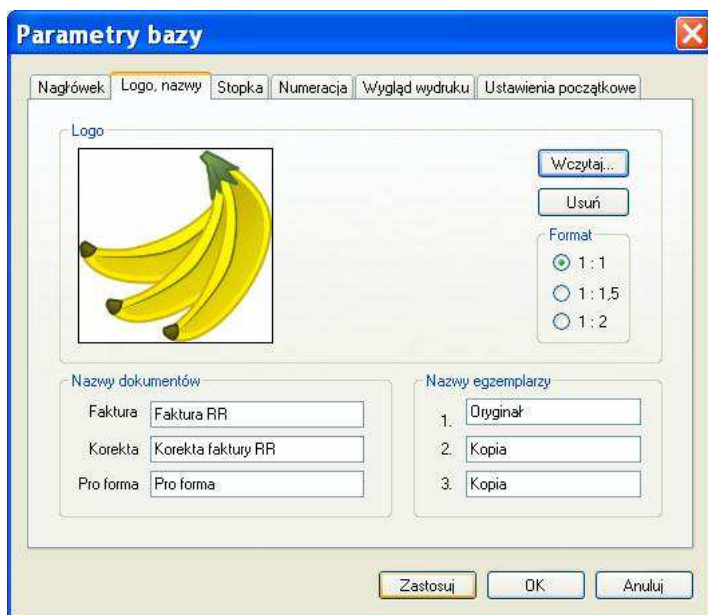 Parametry bazy
Nagłówek Logo, nazwy Stopka Numeracja Wygląd wydruku Ustawienia początkowe
Logo
Wczytaj...
Usuń
Format
1 : 1
1 : 1,5
1 : 2
Nazwy dokumentów
Faktura Faktura RR
Korekta Korekta faktury RR
Pro forma Pro forma
Nazwy egzemplarzy
1. Oryginał
2. Kopia
3. Kopia
Zastosuj OK Anuluj